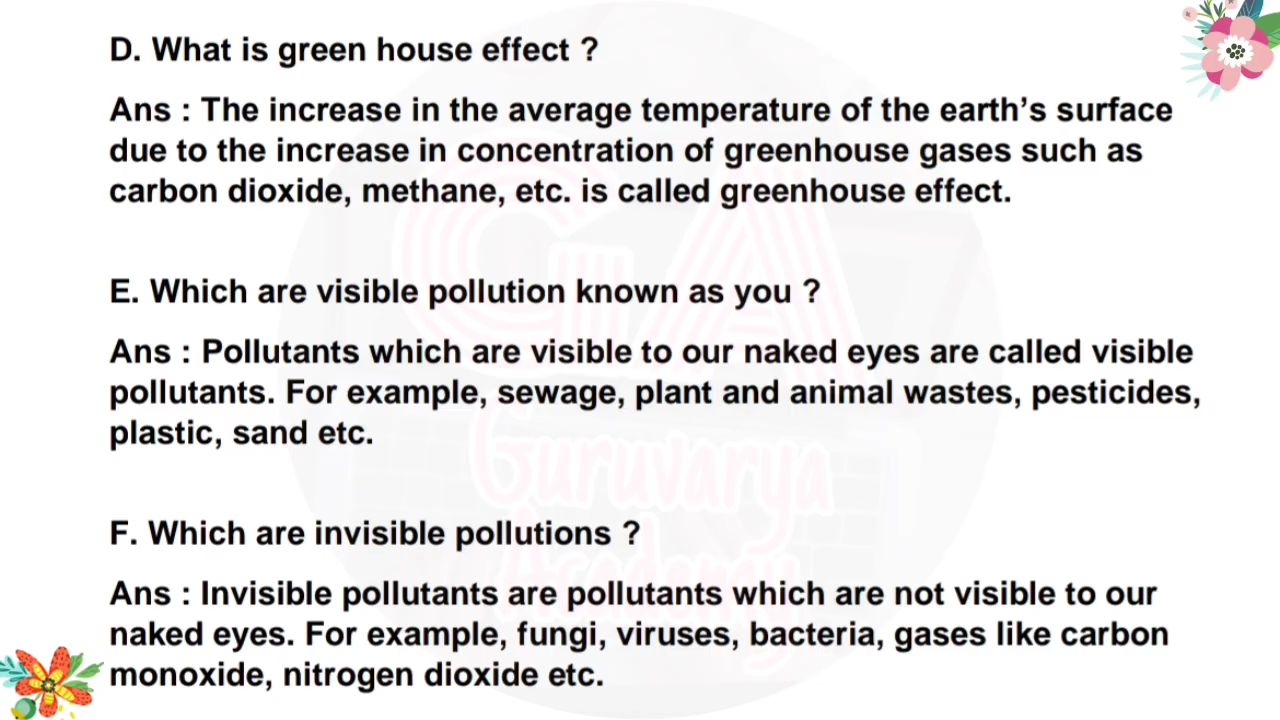 D. What is green house effect ?
Ans : The increase in the average temperature of the earth’s surface
due to the increase in concentration of greenhouse gases such as
carbon dioxide, methane, etc. is called greenhouse effect.
E. Which are visible pollution known as you ?
Ans : Pollutants which are visible to our naked eyes are called visible
pollutants. For example, sewage, plant and animal wastes, pesticides,
plastic, sand etc.
F. Which are invisible pollutions ?
Ans : Invisible pollutants are pollutants which are not visible to our
naked eyes. For example, fungi, viruses, bacteria, gases like carbon
monoxide, nitrogen dioxide etc.
GA
Guruvarya
Academy